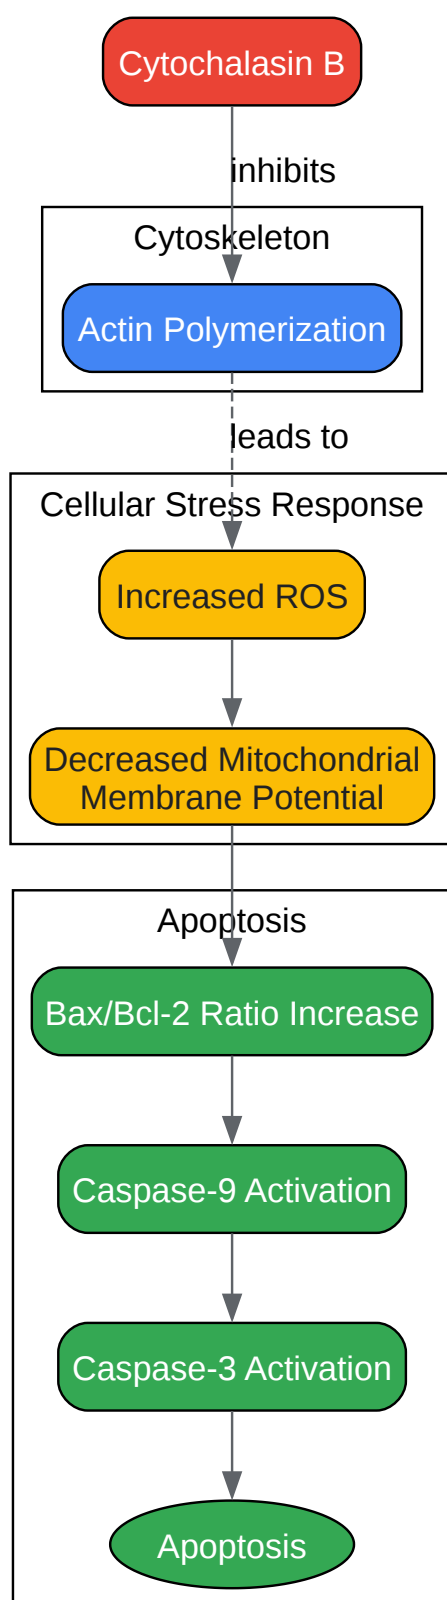 Cytochalasin B
inhibits
Cytoskeleton
Actin Polymerization
leads to
Cellular Stress Response
Increased ROS
Decreased Mitochondrial
Membrane Potential
Apoptosis
Bax/Bcl-2 Ratio Increase
Caspase-9 Activation
Caspase-3 Activation
Apoptosis